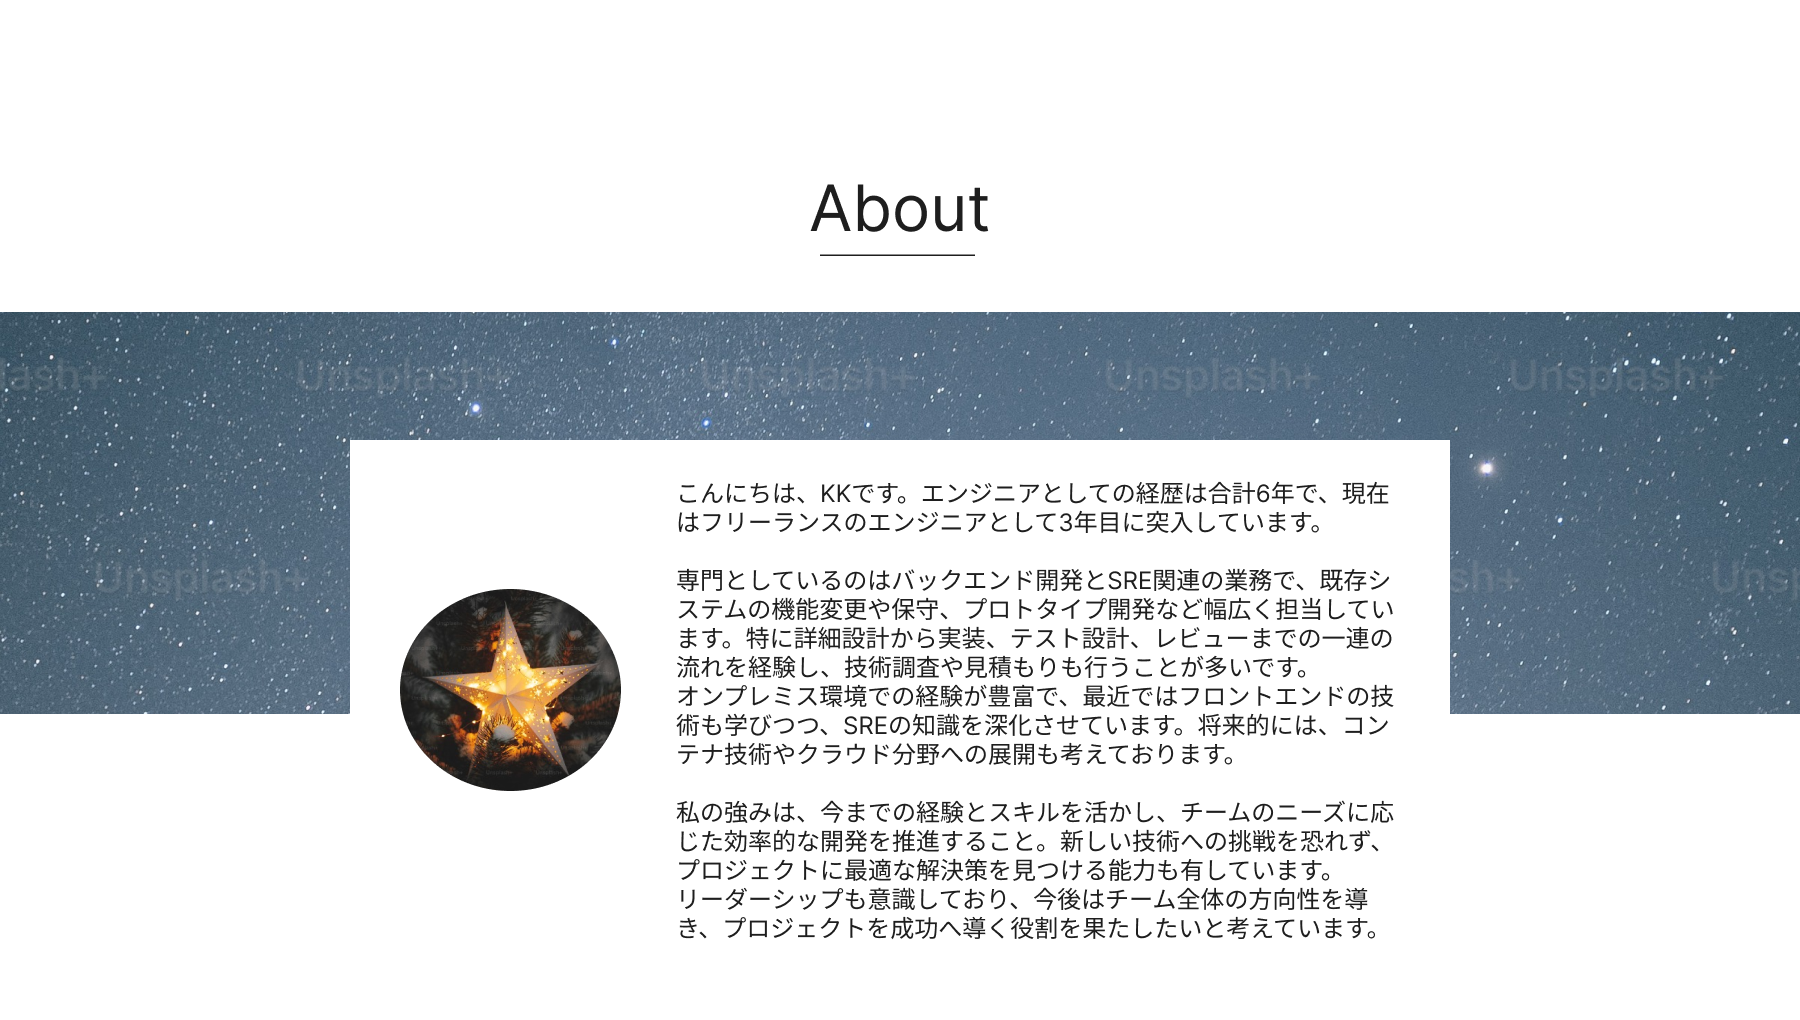 About
lash+ Unsplash+ Unsplash+ Unsplash+ Unsplash+
Unsplash+ sh+ Uns
こんにちは、KKです。エンジニアとしての経歴は合計6年で、現在
はフリーランスのエンジニアとして3年目に突入しています。
専門としているのはバックエンド開発とSRE関連の業務で、既存シ
ステムの機能変更や保守、プロトタイプ開発など幅広く担当してい
ます。特に詳細設計から実装、テスト設計、レビューまでの一連の
流れを経験し、技術調査や見積もりも行うことが多いです。
オンプレミス環境での経験が豊富で、最近ではフロントエンドの技
術も学びつつ、SREの知識を深化させています。将来的には、コン
テナ技術やクラウド分野への展開も考えております。
私の強みは、今までの経験とスキルを活かし、チームのニーズに応
じた効率的な開発を推進すること。新しい技術への挑戦を恐れず、
プロジェクトに最適な解決策を見つける能力も有しています。
リーダーシップも意識しており、今後はチーム全体の方向性を導
き、プロジェクトを成功へ導く役割を果たしたいと考えています。